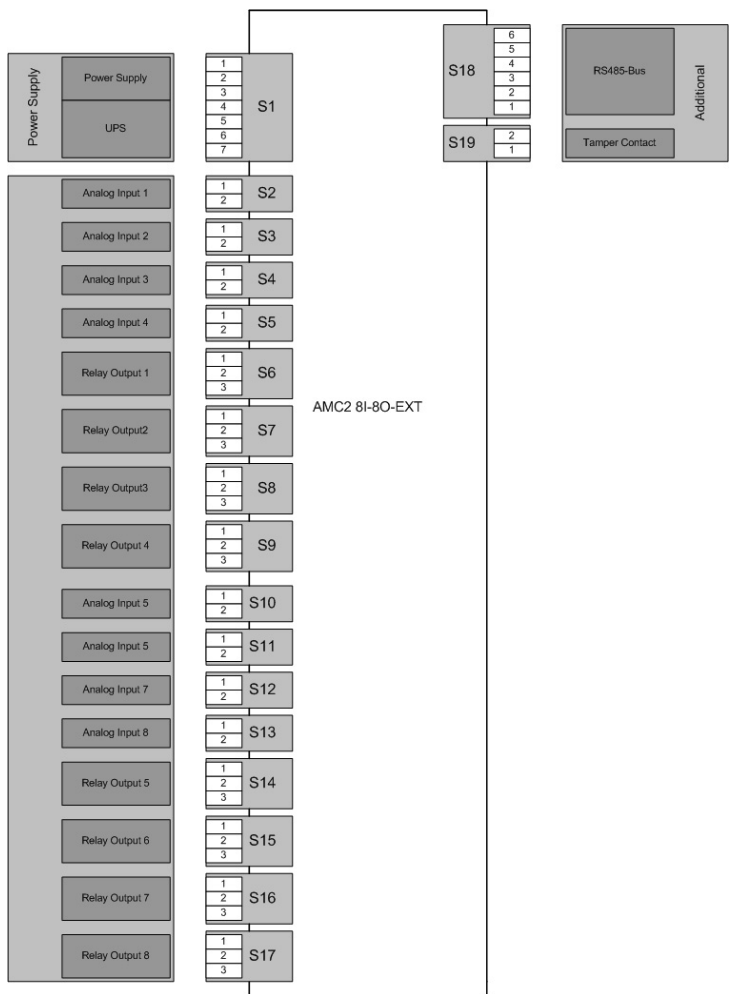 Power Supply
Power Supply
UPS
1
2
3
4
5
6
7
S1
6
5
4
3
2
1
S18
RS485-Bus
Additional
2
1
S19
Tamper Contact
Analog Input 1
1
2
S2
Analog Input 2
1
2
S3
Analog Input 3
1
2
S4
Analog Input 4
1
2
S5
Relay Output 1
1
2
3
S6
AMC2 8I-8O-EXT
Relay Output2
1
2
3
S7
Relay Output3
1
2
3
S8
Relay Output 4
1
2
3
S9
Analog Input 5
1
2
S10
Analog Input 5
1
2
S11
Analog Input 7
1
2
S12
Analog Input 8
1
2
S13
Relay Output 5
1
2
3
S14
Relay Output 6
1
2
3
S15
Relay Output 7
1
2
3
S16
Relay Output 8
1
2
3
S17